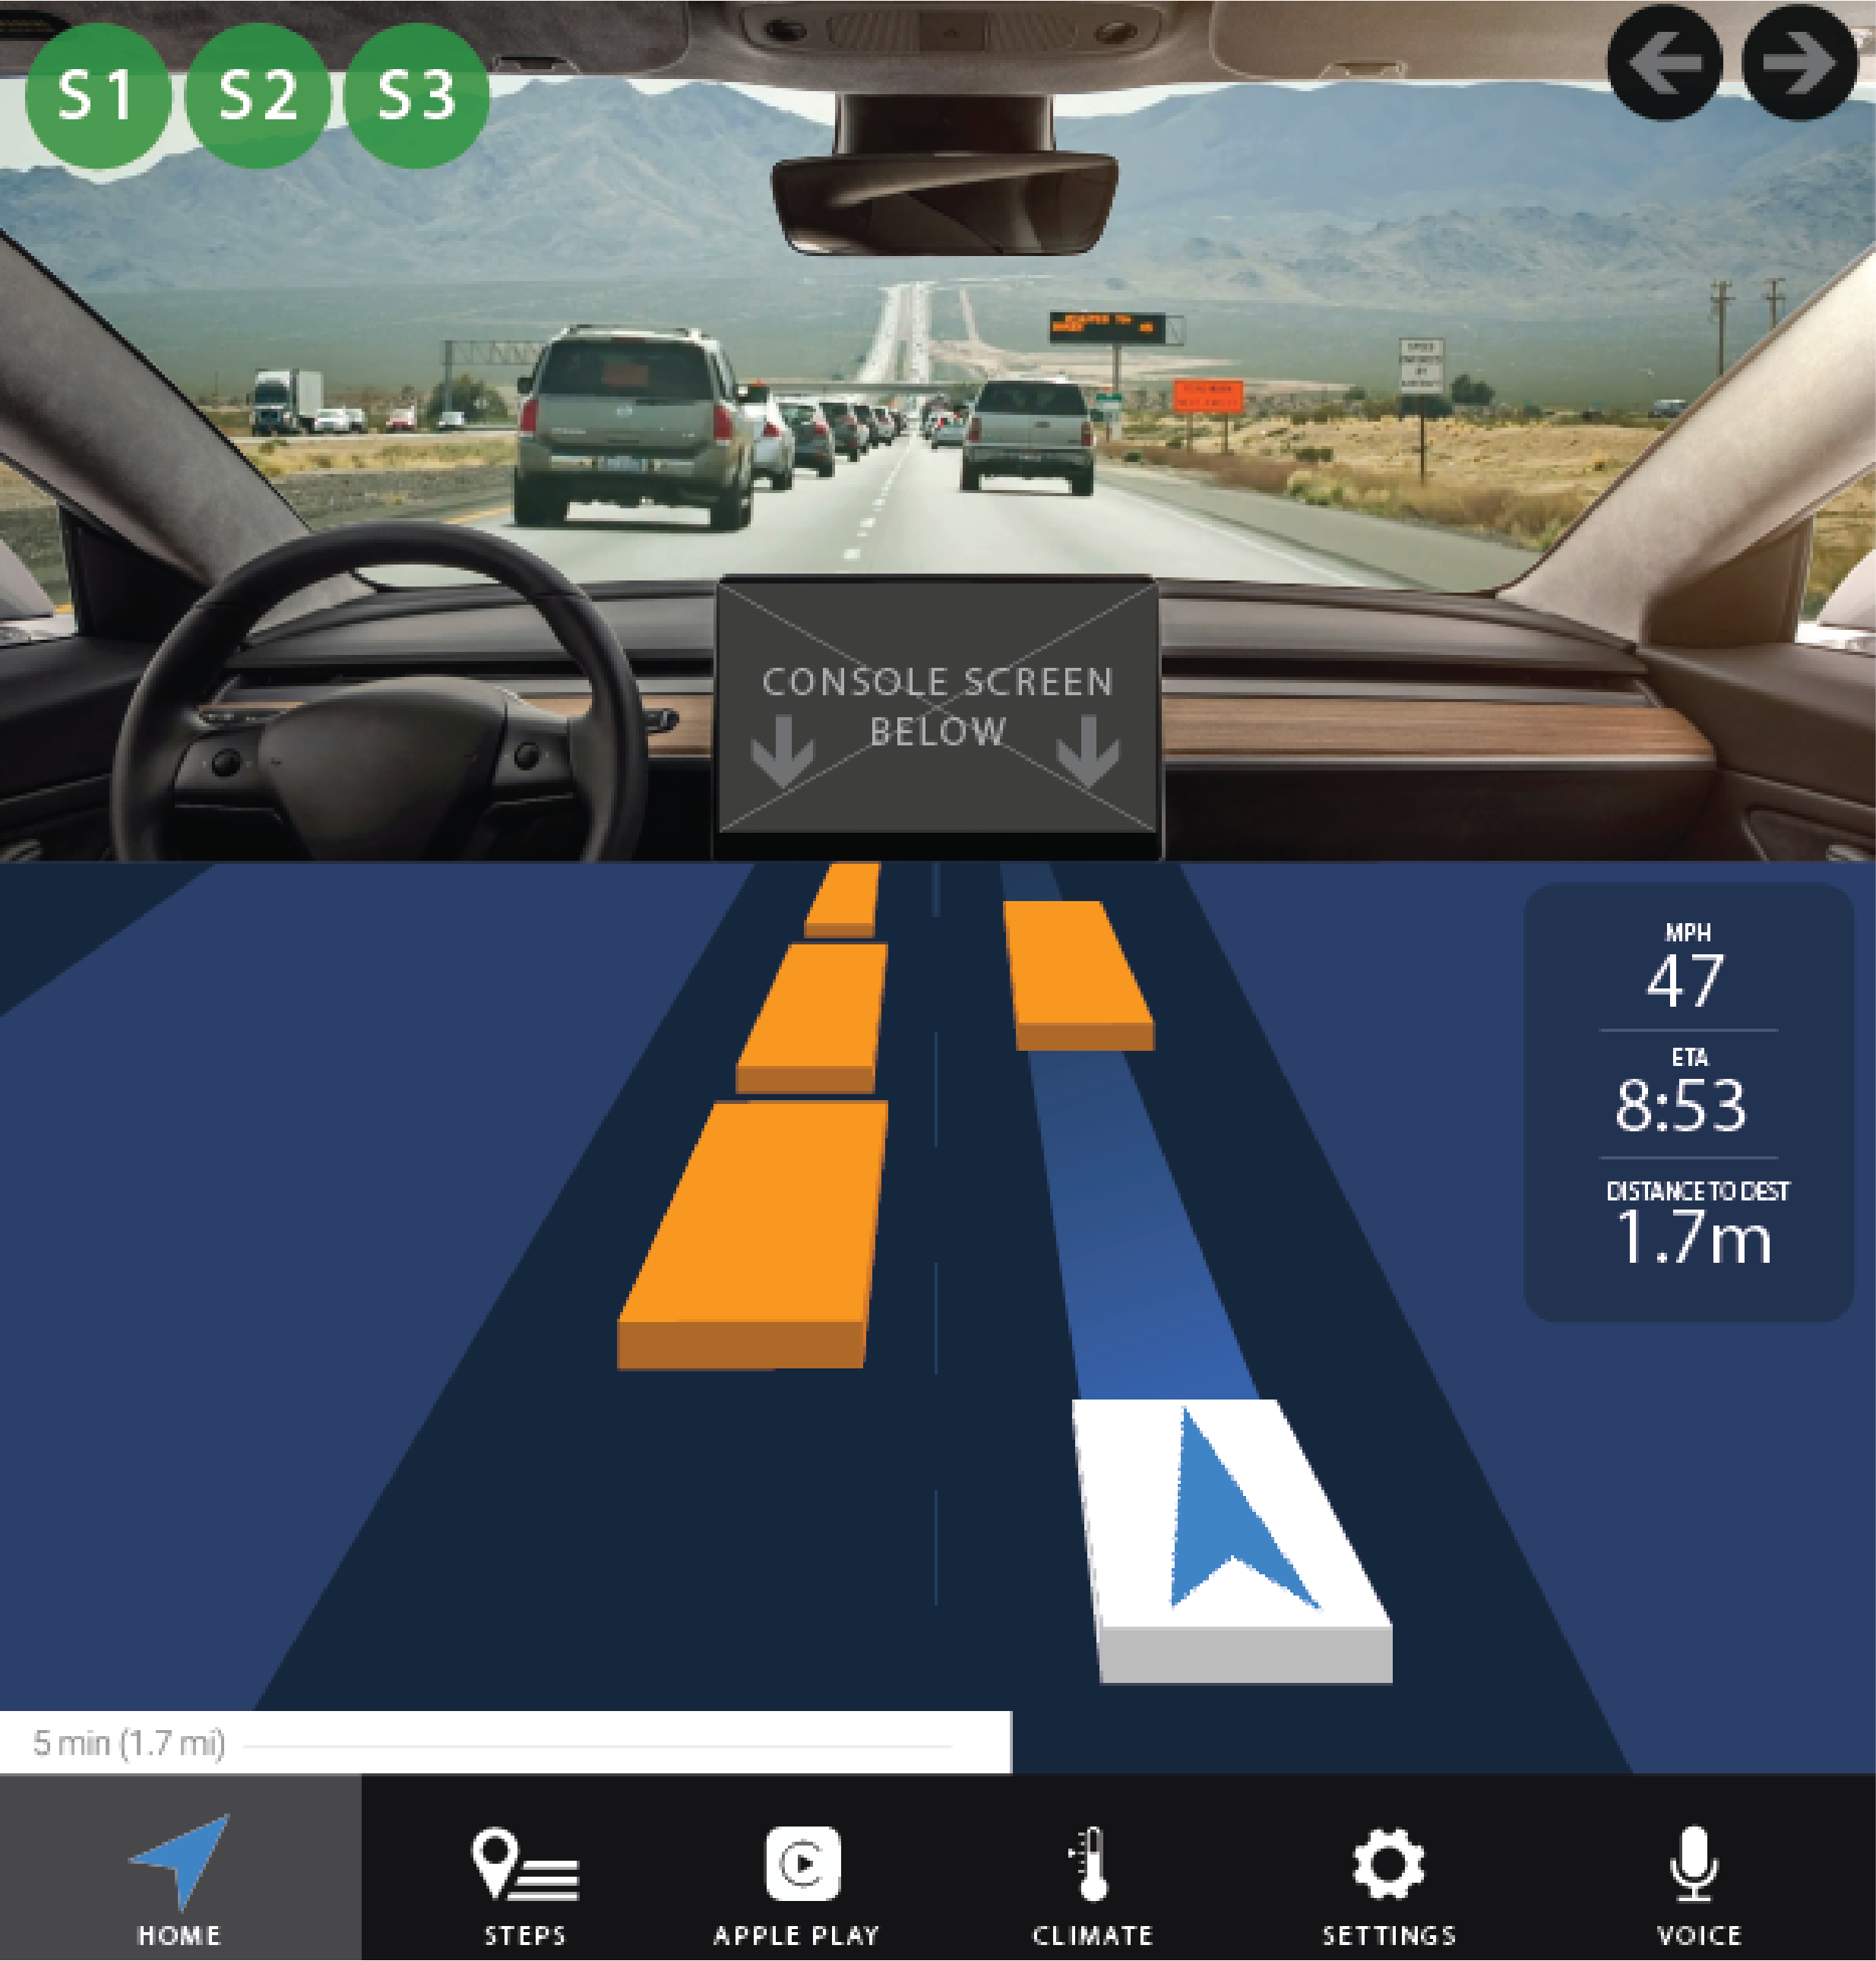 S1
S2
S3
SPEED
CONSOLE SCREEN
BELOW
MPH
47
ETA
8:53
DISTANCE TO DEST
1.7m
5 min (1.7 mi)
HOME
STEPS
APPLE PLAY
CLIMATE
SETTINGS
VOICE